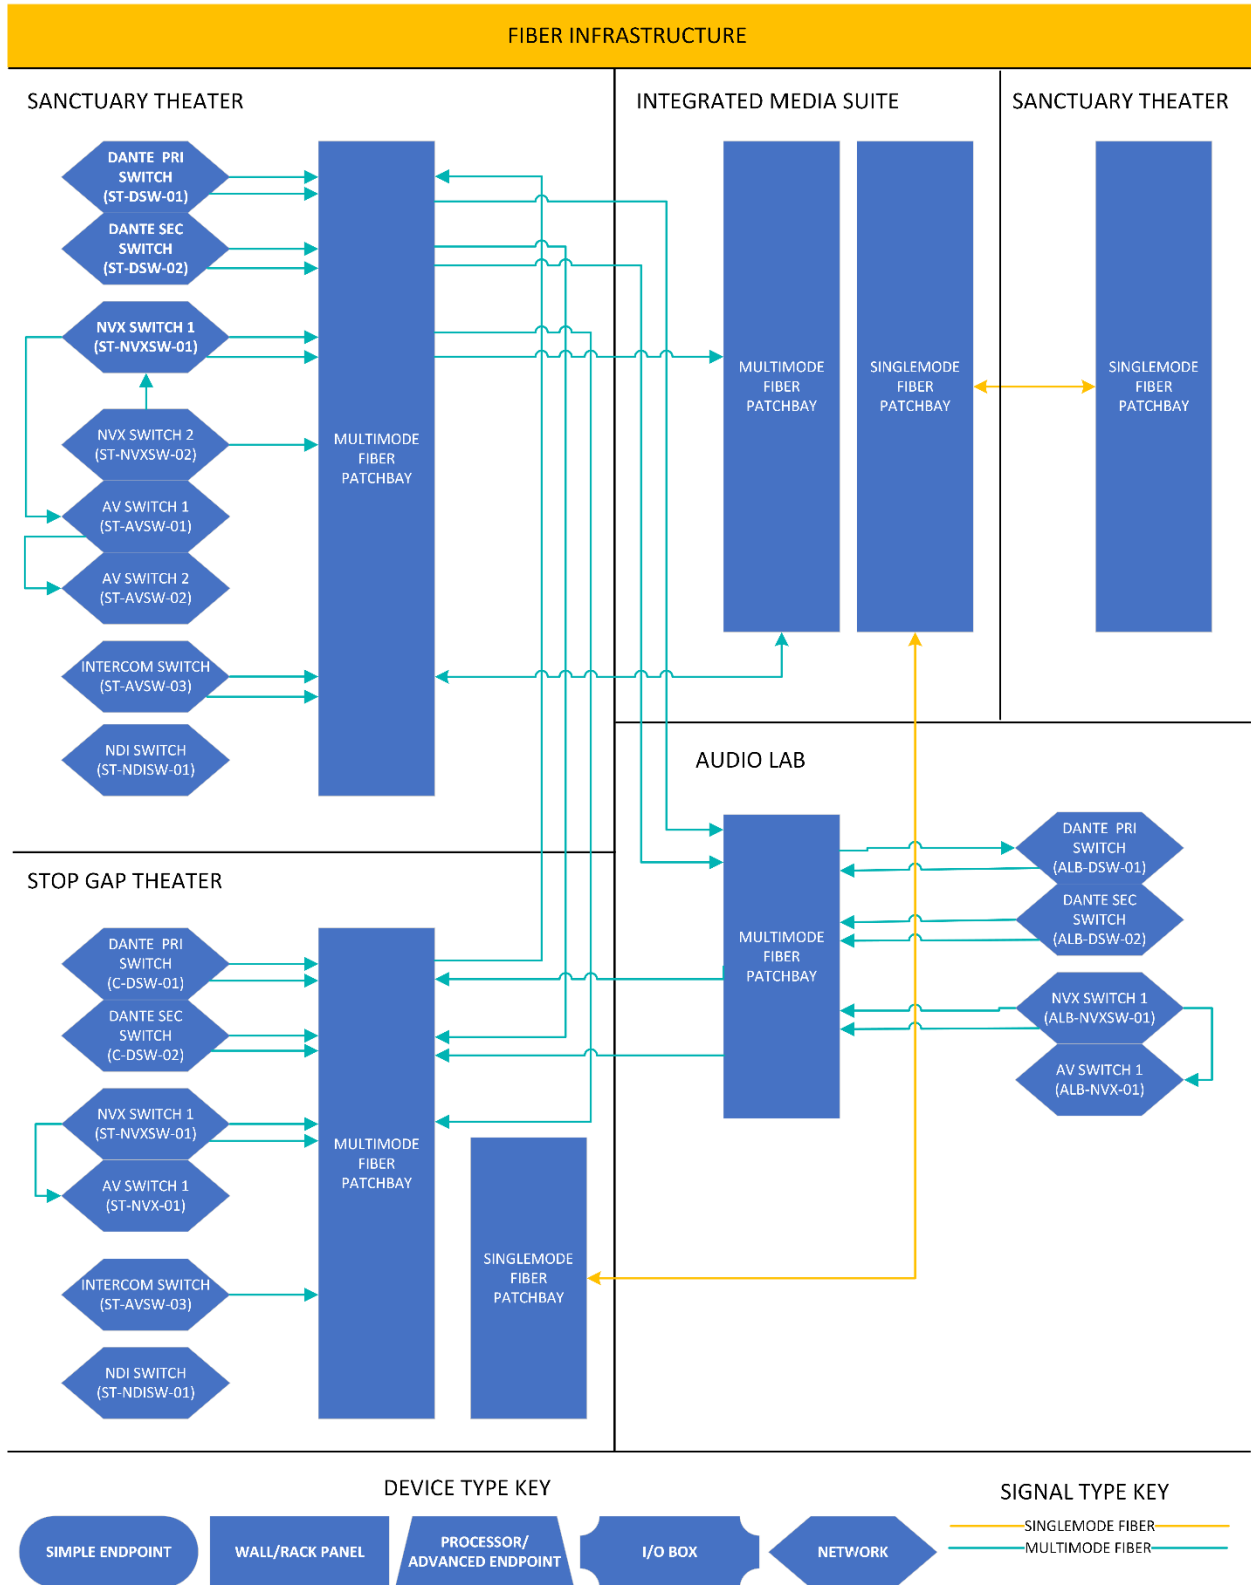 FIBER INFRASTRUCTURE
SANCTUARY THEATER
DANTE  PRI
SWITCH
(ST-DSW-01)
DANTE SEC
SWITCH
(ST-DSW-02)
NVX SWITCH 1
(ST-NVXSW-01)
NVX SWITCH 2
(ST-NVXSW-02)
AV SWITCH 1
(ST-AVSW-01)
AV SWITCH 2
(ST-AVSW-02)
INTERCOM SWITCH
(ST-AVSW-03)
NDI SWITCH
(ST-NDISW-01)
MULTIMODE
FIBER
PATCHBAY
INTEGRATED MEDIA SUITE
MULTIMODE
FIBER
PATCHBAY
SINGLEMODE
FIBER
PATCHBAY
SANCTUARY THEATER
SINGLEMODE
FIBER
PATCHBAY
STOP GAP THEATER
DANTE  PRI
SWITCH
(C-DSW-01)
DANTE SEC
SWITCH
(C-DSW-02)
NVX SWITCH 1
(ST-NVXSW-01)
AV SWITCH 1
(ST-NVX-01)
INTERCOM SWITCH
(ST-AVSW-03)
NDI SWITCH
(ST-NDISW-01)
MULTIMODE
FIBER
PATCHBAY
SINGLEMODE
FIBER
PATCHBAY
AUDIO LAB
MULTIMODE
FIBER
PATCHBAY
DANTE  PRI
SWITCH
(ALB-DSW-01)
DANTE SEC
SWITCH
(ALB-DSW-02)
NVX SWITCH 1
(ALB-NVXSW-01)
AV SWITCH 1
(ALB-NVX-01)
DEVICE TYPE KEY
SIMPLE ENDPOINT
WALL/RACK PANEL
PROCESSOR/
ADVANCED ENDPOINT
I/O BOX
NETWORK
SIGNAL TYPE KEY
SINGLEMODE FIBER
MULTIMODE FIBER